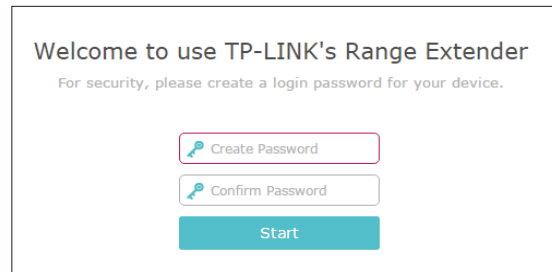 Welcome to use TP-LINK's Range Extender
For security, please create a login password for your device.
Create Password
Confirm Password
Start